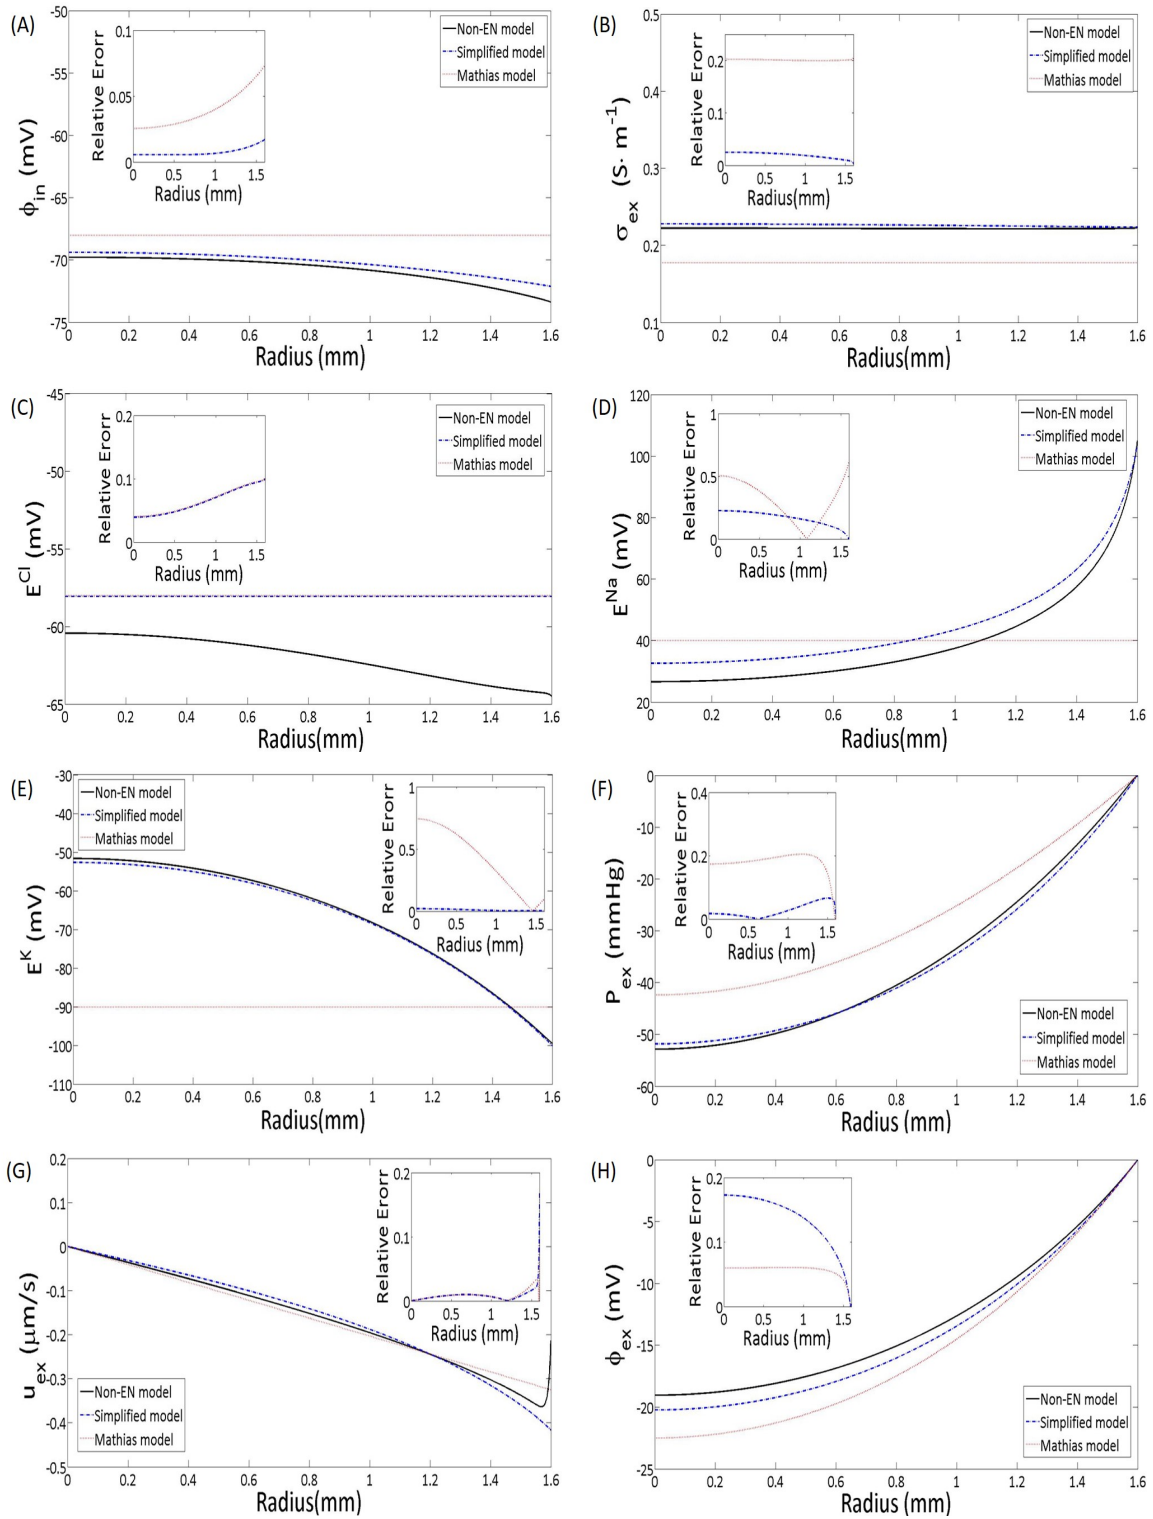 (A)
-50
-55
-60
-65
-70
-75
ϕin (mV)
0 0.2 0.4 0.6 0.8 1 1.2 1.4 1.6
Radius (mm)
Non-EN model
Simplified model
Mathias model
Relative Erorr
0.1
0.05
0
0 0.5 1 1.5
Radius (mm)
(B)
0.5
0.4
0.3
0.2
0.1
σex (S· m-1)
0 0.2 0.4 0.6 0.8 1 1.2 1.4 1.6
Radius(mm)
Non-EN model
Simplified model
Mathias model
Relative Erorr
0.2
0.1
0
0 0.5 1 1.5
Radius(mm)
(C)
-45
-50
-55
-60
-65
ECl (mV)
0 0.2 0.4 0.6 0.8 1 1.2 1.4 1.6
Radius(mm)
Non-EN model
Simplified model
Mathias model
Relative Erorr
0.2
0.1
0
0 0.5 1 1.5
Radius (mm)
(D)
120
100
80
60
40
20
ENa (mV)
0 0.2 0.4 0.6 0.8 1 1.2 1.4 1.6
Radius(mm)
Non-EN model
Simplified model
Mathias model
Relative Erorr
1
0.5
0
0 0.5 1 1.5
Radius (mm)
(E)
-30
-40
-50
-60
-70
-80
-90
-100
-110
EK (mV)
0 0.2 0.4 0.6 0.8 1 1.2 1.4 1.6
Radius(mm)
Non-EN model
Simplified model
Mathias model
Relative Erorr
1
0.5
0
0 0.5 1 1.5
Radius (mm)
(F)
0
-10
-20
-30
-40
-50
-60
Pex (mmHg)
0 0.2 0.4 0.6 0.8 1 1.2 1.4 1.6
Radius (mm)
Non-EN model
Simplified model
Mathias model
Relative Erorr
0.4
0.2
0
0 0.5 1 1.5
Radius (mm)
(G)
0.2
0.1
0
-0.1
-0.2
-0.3
-0.4
-0.5
uex (μm/s)
0 0.2 0.4 0.6 0.8 1 1.2 1.4 1.6
Radius(mm)
Non-EN model
Simplified model
Mathias model
Relative Erorr
0.2
0.1
0
0 0.5 1 1.5
Radius (mm)
(H)
0
-5
-10
-15
-20
-25
ϕex (mV)
0 0.2 0.4 0.6 0.8 1 1.2 1.4 1.6
Radius (mm)
Non-EN model
Simplified model
Mathias model
Relative Erorr
0.2
0.1
0
0 0.5 1 1.5
Radius (mm)